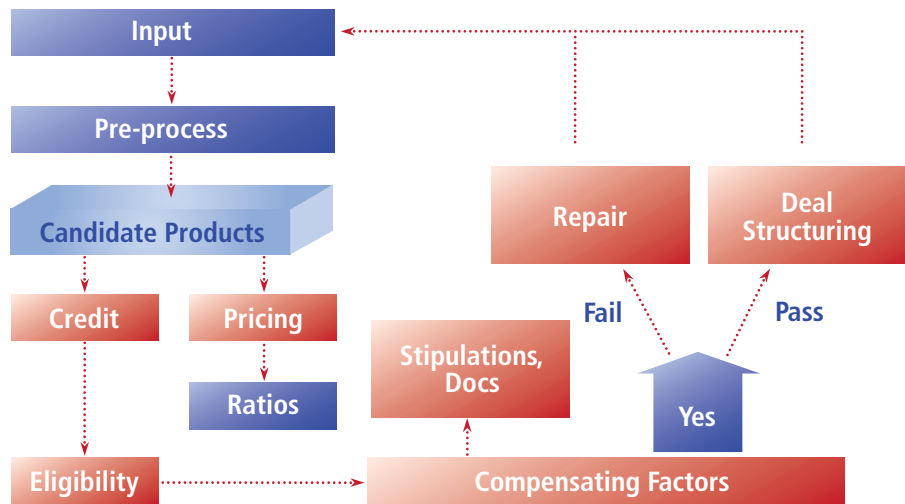 Input
Pre-process
Candidate Products
Repair
Deal
Structuring
Credit
Pricing
Fail
Pass
Stipulations,
Docs
Ratios
Yes
Eligibility
Compensating Factors